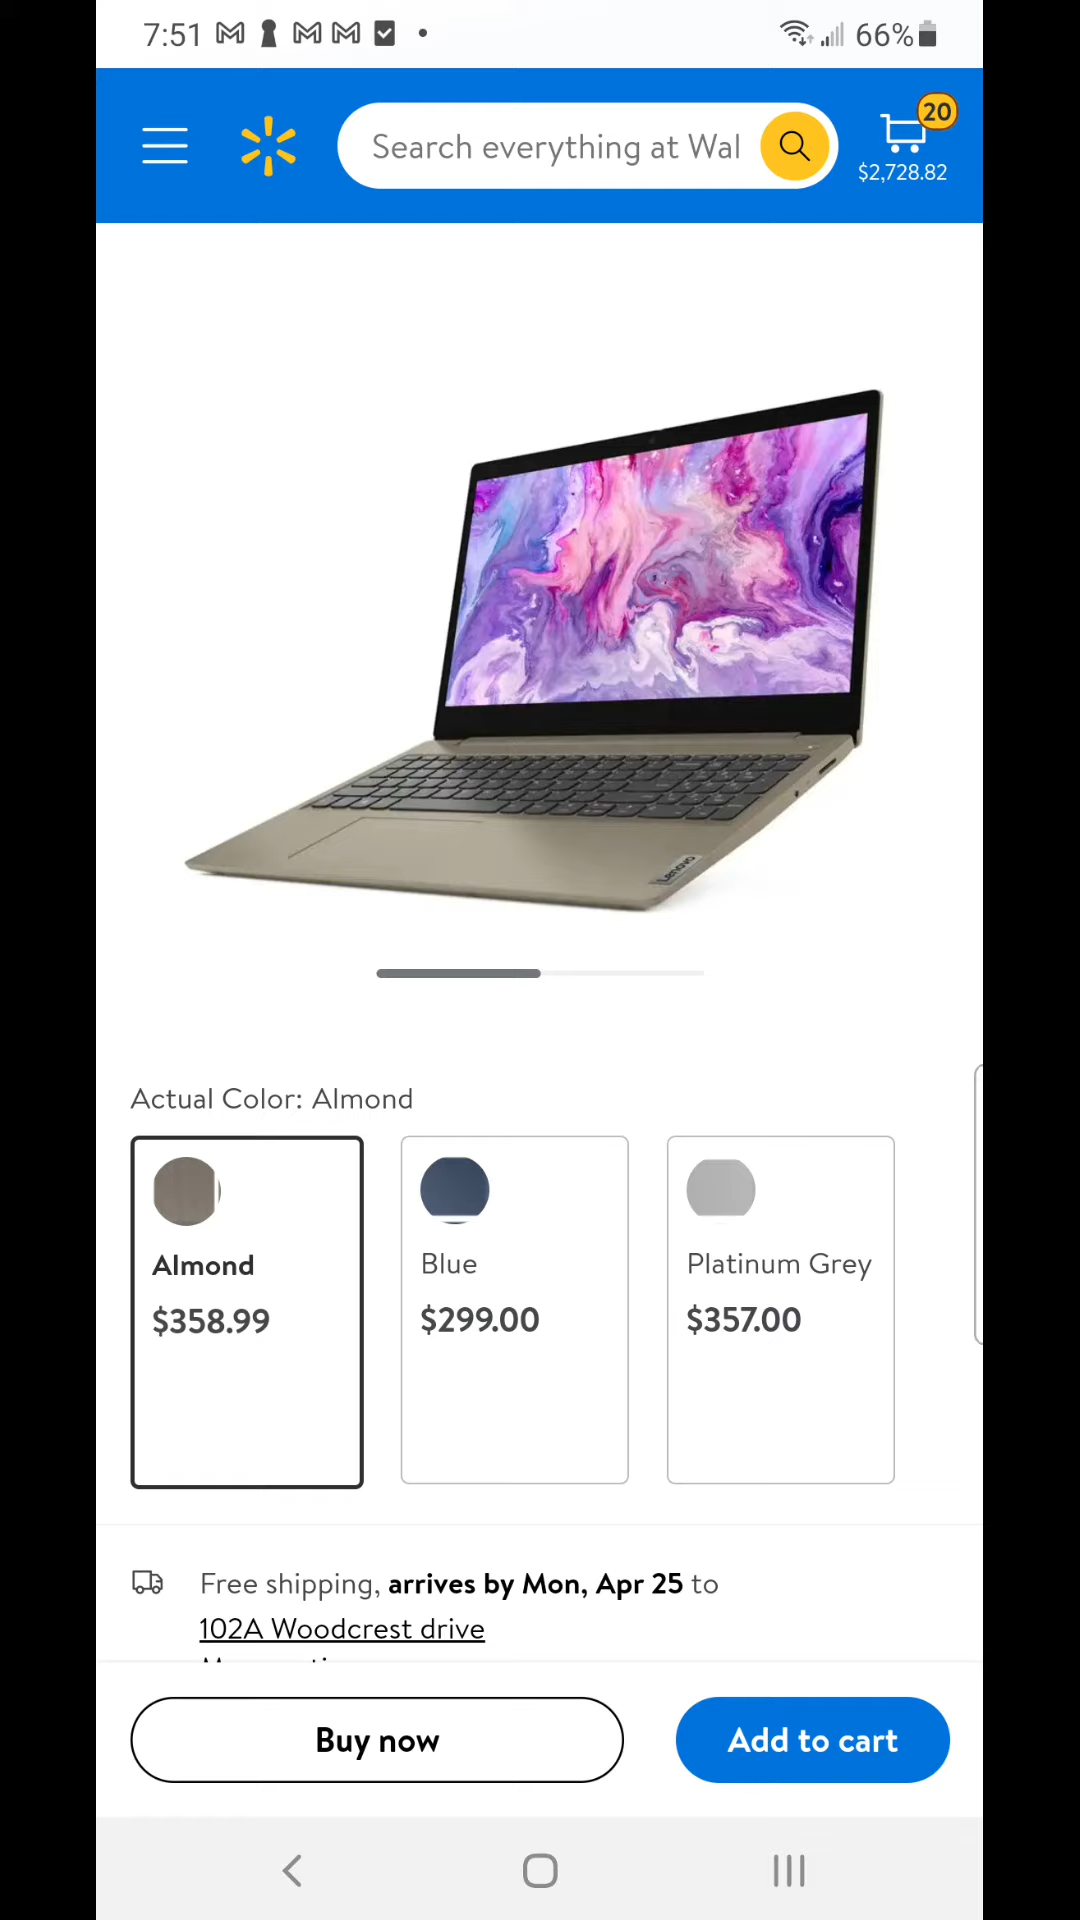 7:51
66%
Search everything at Wal
20
$2,728.82
Lenovo
Actual Color: Almond
Almond
$358.99
Blue
$299.00
Platinum Grey
$357.00
Free shipping, arrives by Mon, Apr 25 to
102A Woodcrest drive
Buy now
Add to cart